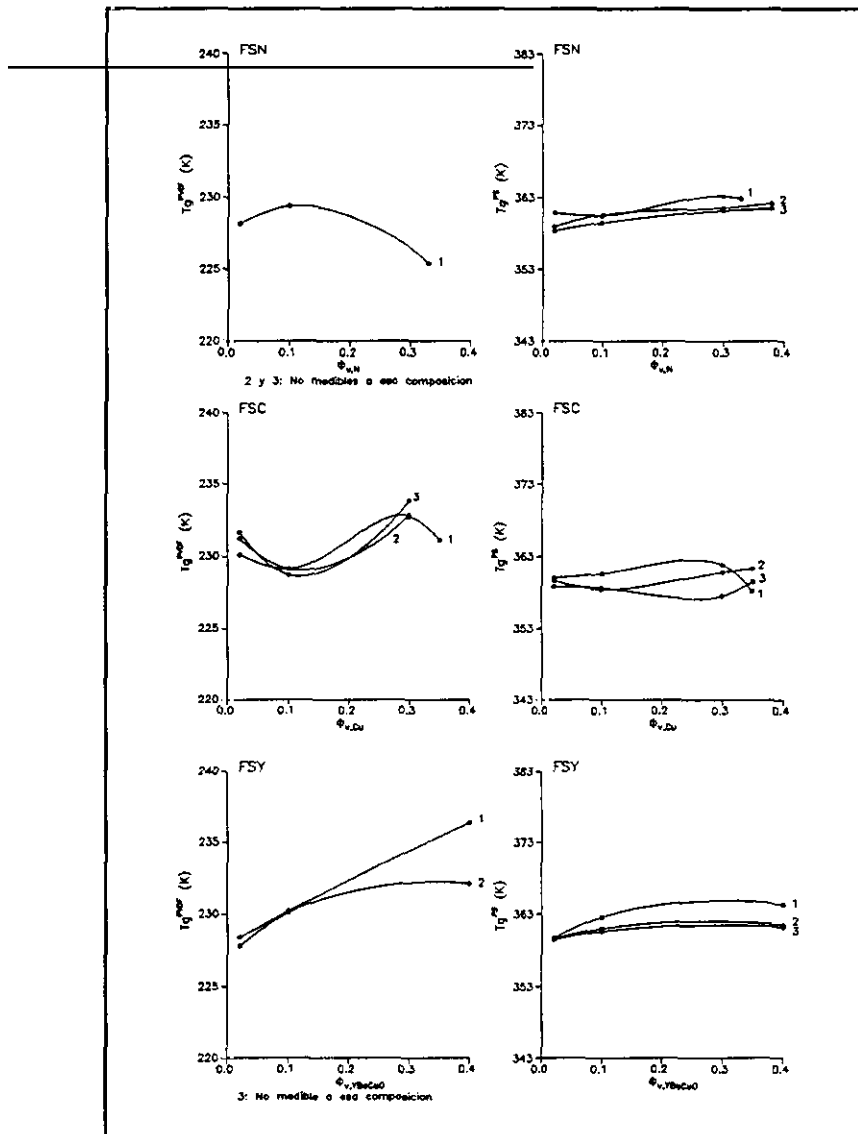 FSN
240
235
230
225
220
Tg^PVDF (K)
0.0 0.1 0.2 0.3 0.4
Φv,N
1
2 y 3: No medibles a esa composicion
FSN
383
373
363
353
343
Tg^PS (K)
0.0 0.1 0.2 0.3 0.4
Φv,N
1
2
3
FSC
240
235
230
225
220
Tg^PVDF (K)
0.0 0.1 0.2 0.3 0.4
Φv,Cu
3
2
1
FSC
383
373
363
353
343
Tg^PS (K)
0.0 0.1 0.2 0.3 0.4
Φv,Cu
2
3
1
FSY
240
235
230
225
220
Tg^PVDF (K)
0.0 0.1 0.2 0.3 0.4
Φv,YBaCuO
1
2
3: No medible a esa composicion
FSY
383
373
363
353
343
Tg^PS (K)
0.0 0.1 0.2 0.3 0.4
Φv,YBaCuO
1
2
3